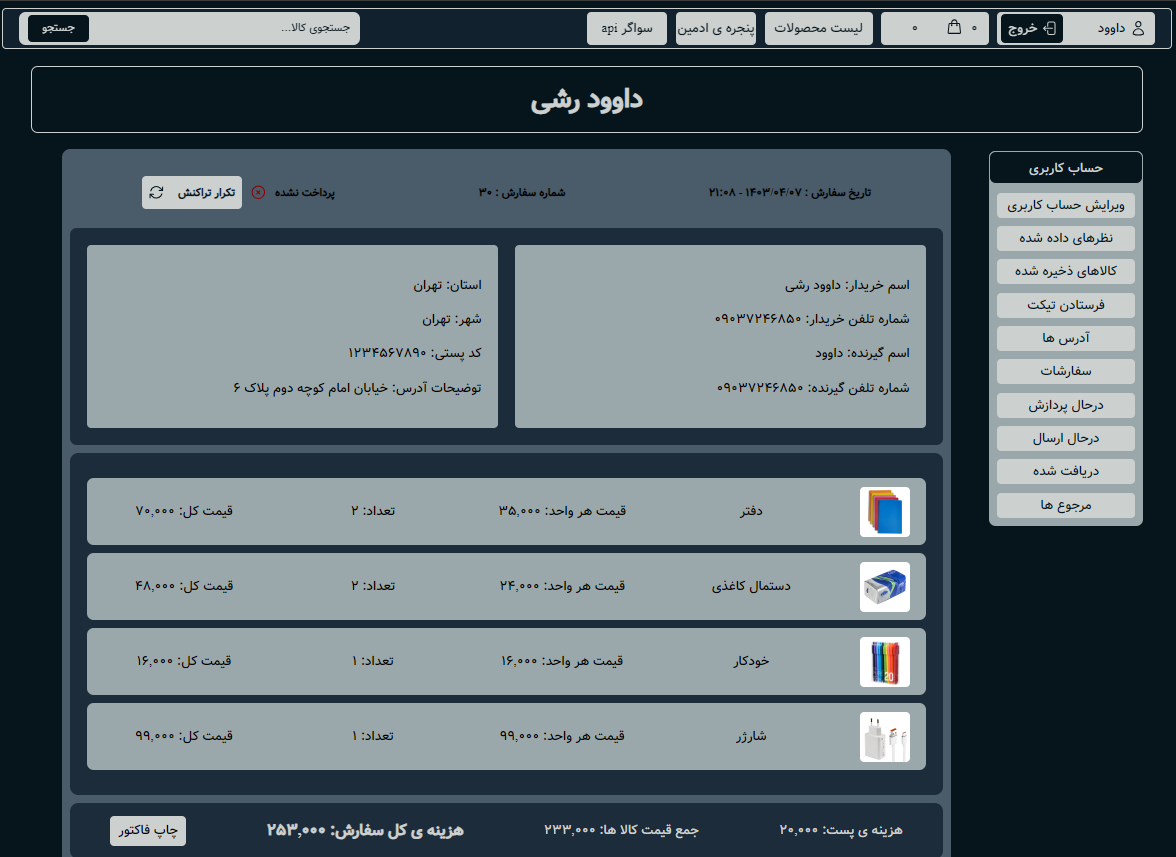 داوود خروج ۰ ۰ لیست محصولات پنجره ی ادمین سواگر api جستجوی کالا... جستجو
داوود رشی
حساب کاربری
ویرایش حساب کاربری
نظرهای داده شده
کالاهای ذخیره شده
فرستادن تیکت
آدرس ها
سفارشات
درحال پردازش
درحال ارسال
دریافت شده
مرجوع ها
تاریخ سفارش : ۱۴۰۳/۰۴/۰۷ - ۲۱:۰۸ شماره سفارش : ۳۰ پرداخت نشده تکرار تراکنش
اسم خریدار: داوود رشی
شماره تلفن خریدار: ۰۹۰۳۷۲۴۶۸۵۰
اسم گیرنده: داوود
شماره تلفن گیرنده: ۰۹۰۳۷۲۴۶۸۵۰
استان: تهران
شهر: تهران
کد پستی: ۱۲۳۴۵۶۷۸۹۰
توضیحات آدرس: خیابان امام کوچه دوم پلاک ۶
دفتر قیمت هر واحد: ۳۵,۰۰۰ تعداد: ۲ قیمت کل: ۷۰,۰۰۰
دستمال کاغذی قیمت هر واحد: ۲۴,۰۰۰ تعداد: ۲ قیمت کل: ۴۸,۰۰۰
خودکار قیمت هر واحد: ۱۶,۰۰۰ تعداد: ۱ قیمت کل: ۱۶,۰۰۰
20
شارژر قیمت هر واحد: ۹۹,۰۰۰ تعداد: ۱ قیمت کل: ۹۹,۰۰۰
هزینه ی پست: ۲۰,۰۰۰ جمع قیمت کالا ها: ۲۳۳,۰۰۰ هزینه ی کل سفارش: ۲۵۳,۰۰۰ چاپ فاکتور